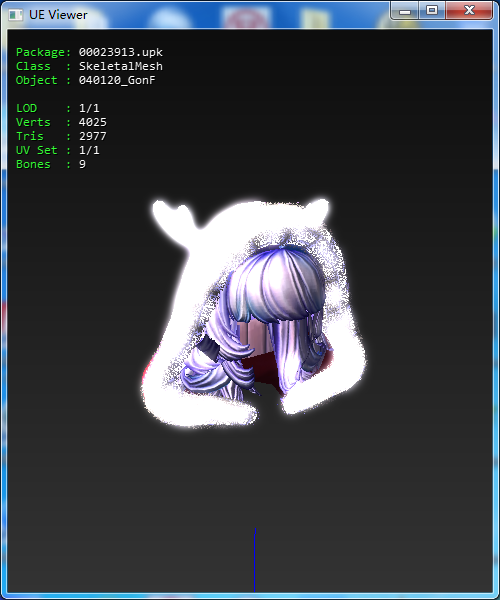 UE Viewer
Package: 00023913.upk
Class : SkeletalMesh
Object : 040120_GonF
LOD : 1/1
Verts : 4025
Tris : 2977
UV Set : 1/1
Bones : 9